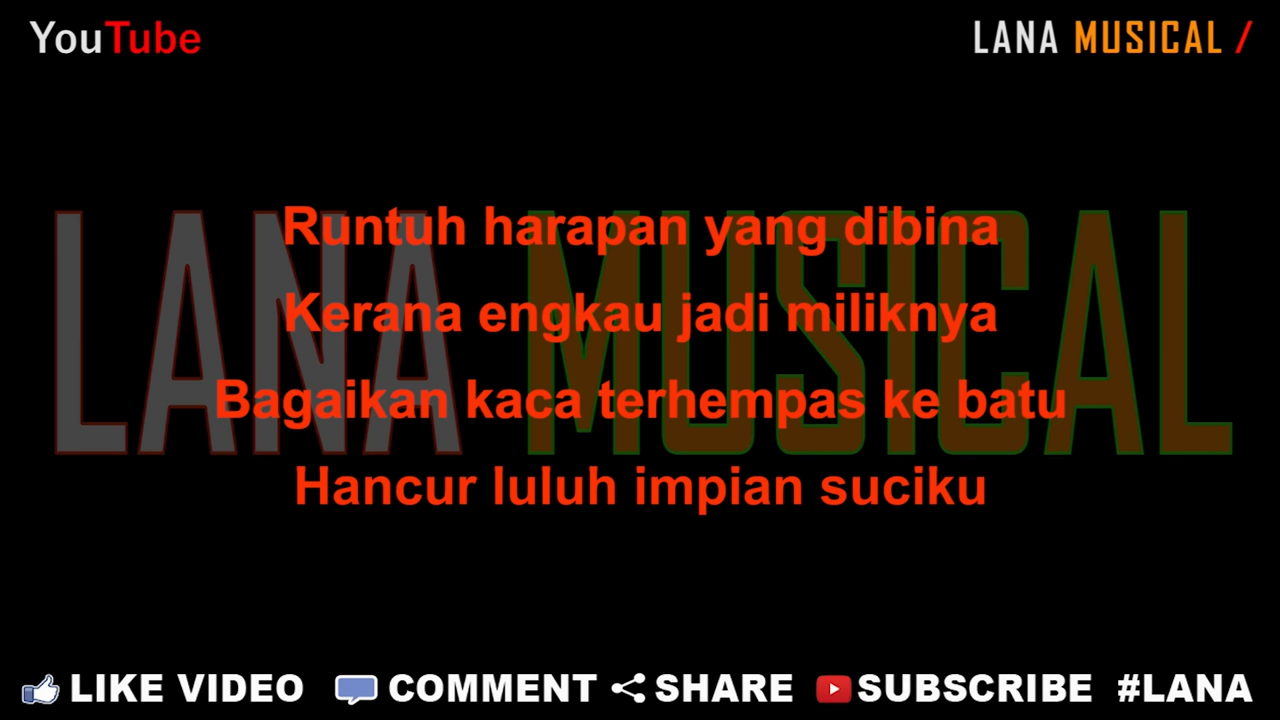 YouTube
LANA MUSICAL /
LANA MUSICAL
Runtuh harapan yang dibina
Kerana engkau jadi miliknya
Bagaikan kaca terhempas ke batu
Hancur luluh impian suciku
LIKE VIDEO COMMENT SHARE SUBSCRIBE #LANA